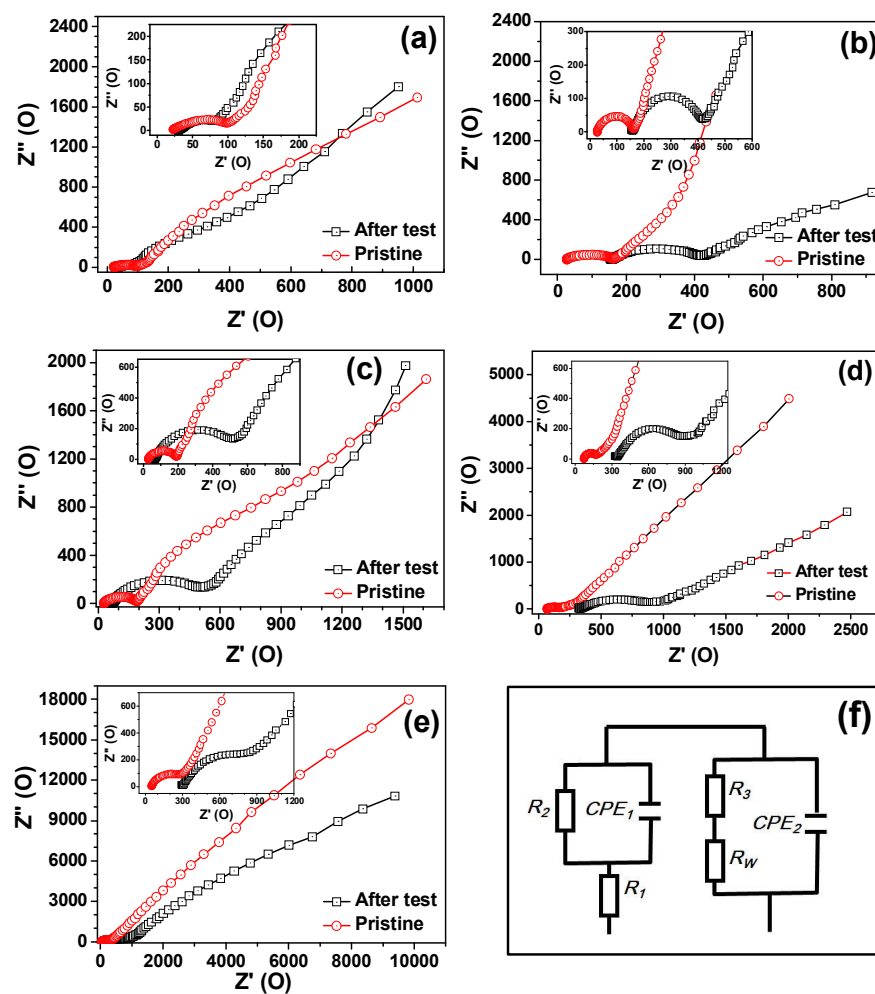 (a)
Z'' (O)
2400
2000
1600
1200
800
400
0
0 200 400 600 800 1000
Z' (O)
Z'' (O)
200
150
100
50
0
0 50 100 150 200
Z' (O)
After test
Pristine
(b)
Z'' (O)
2400
2000
1600
1200
800
400
0
0 200 400 600 800
Z' (O)
Z'' (O)
300
200
100
0
0 100 200 300 400 500 600
Z' (O)
After test
Pristine
(c)
Z'' (O)
2000
1600
1200
800
400
0
0 300 600 900 1200 1500
Z' (O)
Z'' (O)
600
400
200
0
0 200 400 600 800
Z' (O)
After test
Pristine
(d)
Z'' (O)
5000
4000
3000
2000
1000
0
0 500 1000 1500 2000 2500
Z' (O)
Z'' (O)
600
400
200
0
0 300 600 900 1200
Z' (O)
After test
Pristine
(e)
Z'' (O)
18000
15000
12000
9000
6000
3000
0
0 2000 4000 6000 8000 10000
Z' (O)
Z'' (O)
600
400
200
0
0 300 600 900 1200
Z' (O)
After test
Pristine
(f)
R2 CPE1 R3 CPE2
RW
R1